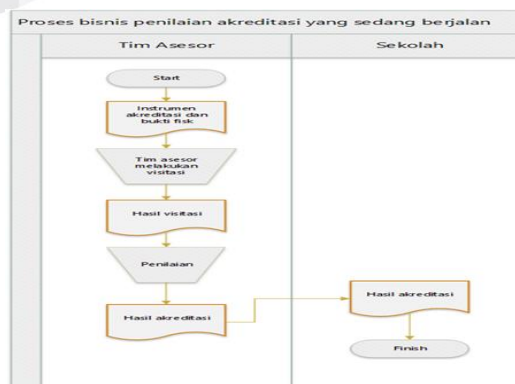 Proses bisnis penilaian akreditasi yang sedang berjalan
Tim Asesor
Sekolah
Start
Instrumen
akreditasi dan
bukti fisk
Tim asesor
melakukan
visitasi
Hasil visitasi
Penilaian
Hasil akreditasi
Hasil akreditasi
Finish